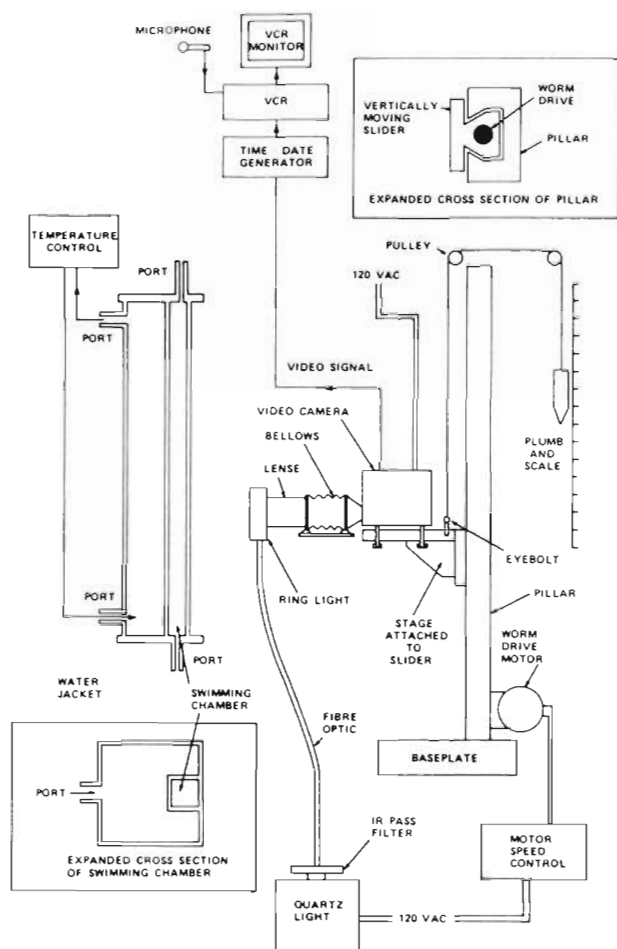 MICROPHONE
VCR
MONITOR
VCR
TIME DATE
GENERATOR
VERTICALLY
MOVING
SLIDER
WORM
DRIVE
PILLAR
EXPANDED CROSS SECTION OF PILLAR
TEMPERATURE
CONTROL
PORT
PORT
PULLEY
120 VAC
VIDEO SIGNAL
VIDEO CAMERA
BELLOWS
LENSE
PLUMB
AND
SCALE
RING LIGHT
EYEBOLT
PILLAR
STAGE
ATTACHED
TO
SLIDER
WORM
DRIVE
MOTOR
PORT
PORT
WATER
JACKET
SWIMMING
CHAMBER
FIBRE
OPTIC
BASEPLATE
PORT
EXPANDED CROSS SECTION
OF SWIMMING CHAMBER
IR PASS
FILTER
MOTOR
SPEED
CONTROL
QUARTZ
LIGHT
120 VAC